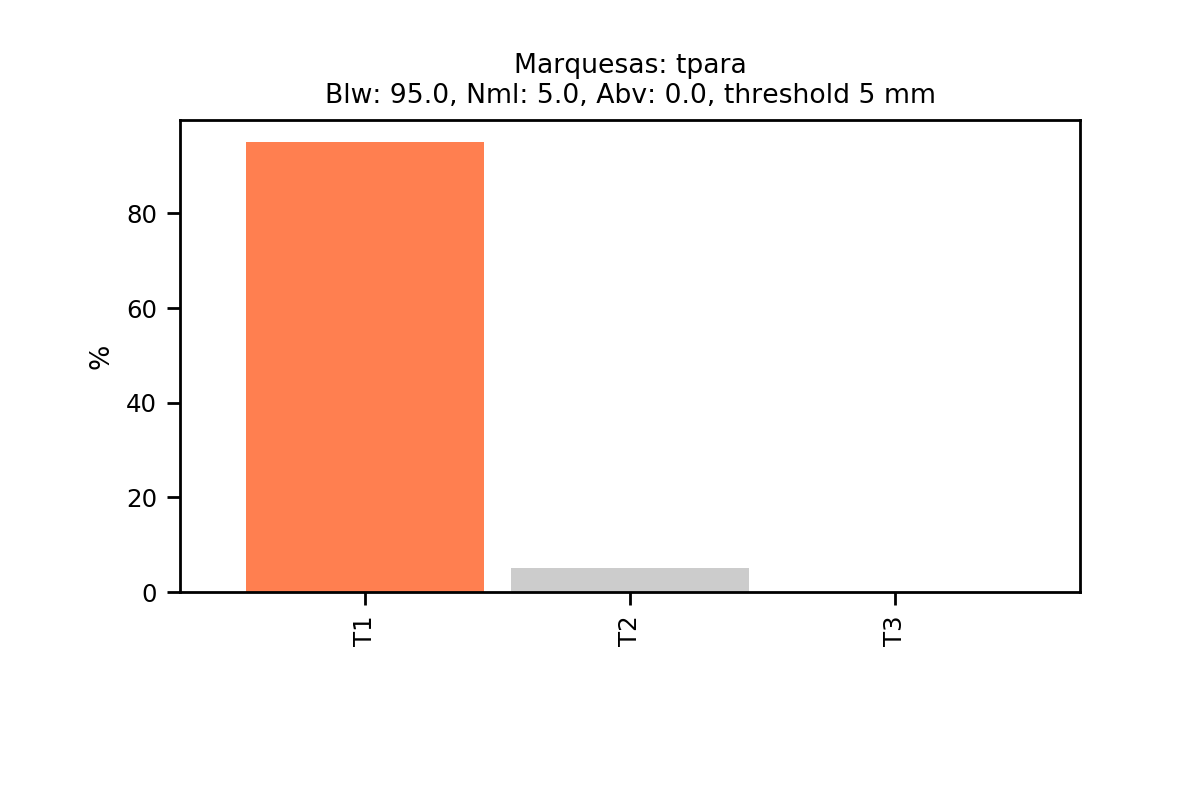 Marquesas: tpara
Blw: 95.0, Nml: 5.0, Abv: 0.0, threshold 5 mm
80
60
%
40
20
0
T1
T2
T3